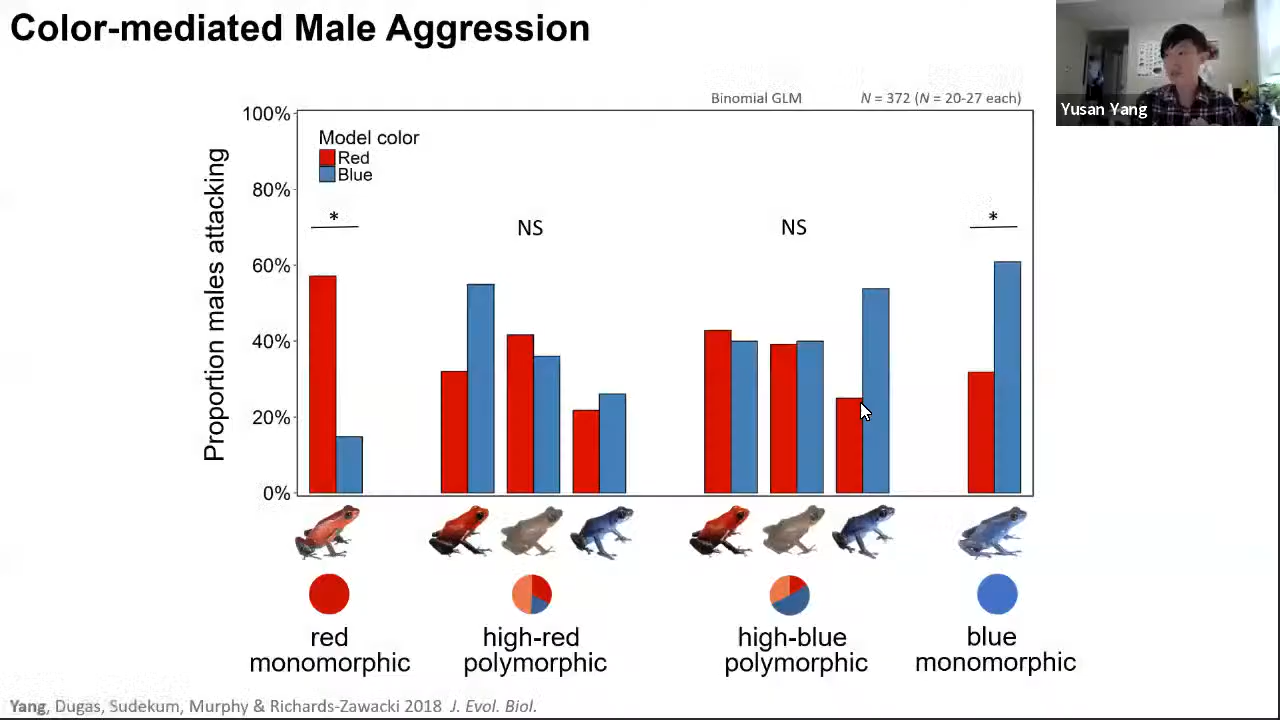 Color-mediated Male Aggression
Yusan Yang
Binomial GLM
N = 372 (N = 20-27 each)
Proportion males attacking
100%
80%
60%
40%
20%
0%
Model color
Red
Blue
*
NS
NS
*
red
monomorphic
high-red
polymorphic
high-blue
polymorphic
blue
monomorphic
Yang, Dugas, Sudekum, Murphy & Richards-Zawacki 2018 J. Evol. Biol.